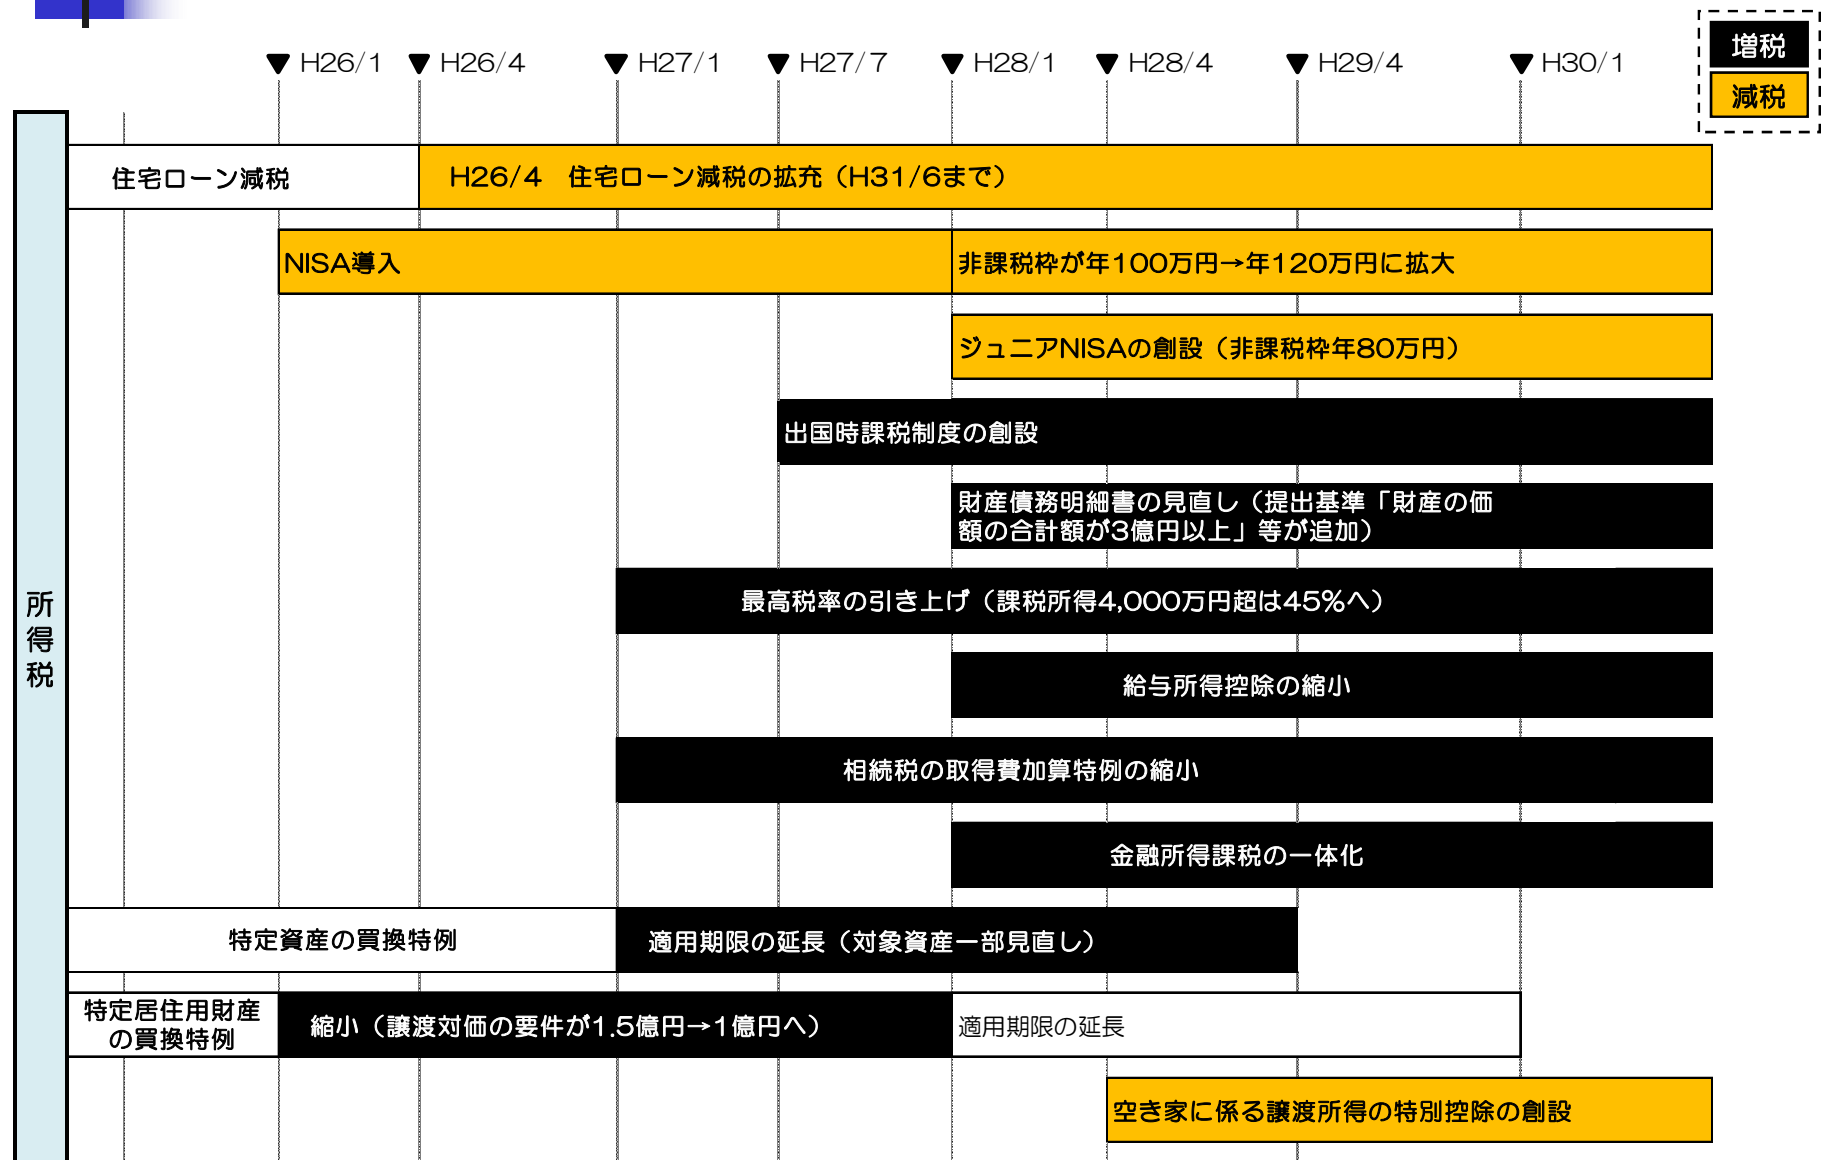 ▼ H26/1 ▼ H26/4 ▼ H27/1 ▼ H27/7 ▼ H28/1 ▼ H28/4 ▼ H29/4 ▼ H30/1
増税
減税
所得税
住宅ローン減税
H26/4 住宅ローン減税の拡充（H31/6まで）
NISA導入
非課税枠が年100万円→年120万円に拡大
ジュニアNISAの創設（非課税枠年80万円）
出国時課税制度の創設
財産債務明細書の見直し（提出基準「財産の価
額の合計額が3億円以上」等が追加）
最高税率の引き上げ（課税所得4,000万円超は45%へ）
給与所得控除の縮小
相続税の取得費加算特例の縮小
金融所得課税の一体化
特定資産の買換特例
適用期限の延長（対象資産一部見直し）
特定居住用財産
の買換特例
縮小（譲渡対価の要件が1.5億円→1億円へ）
適用期限の延長
空き家に係る譲渡所得の特別控除の創設